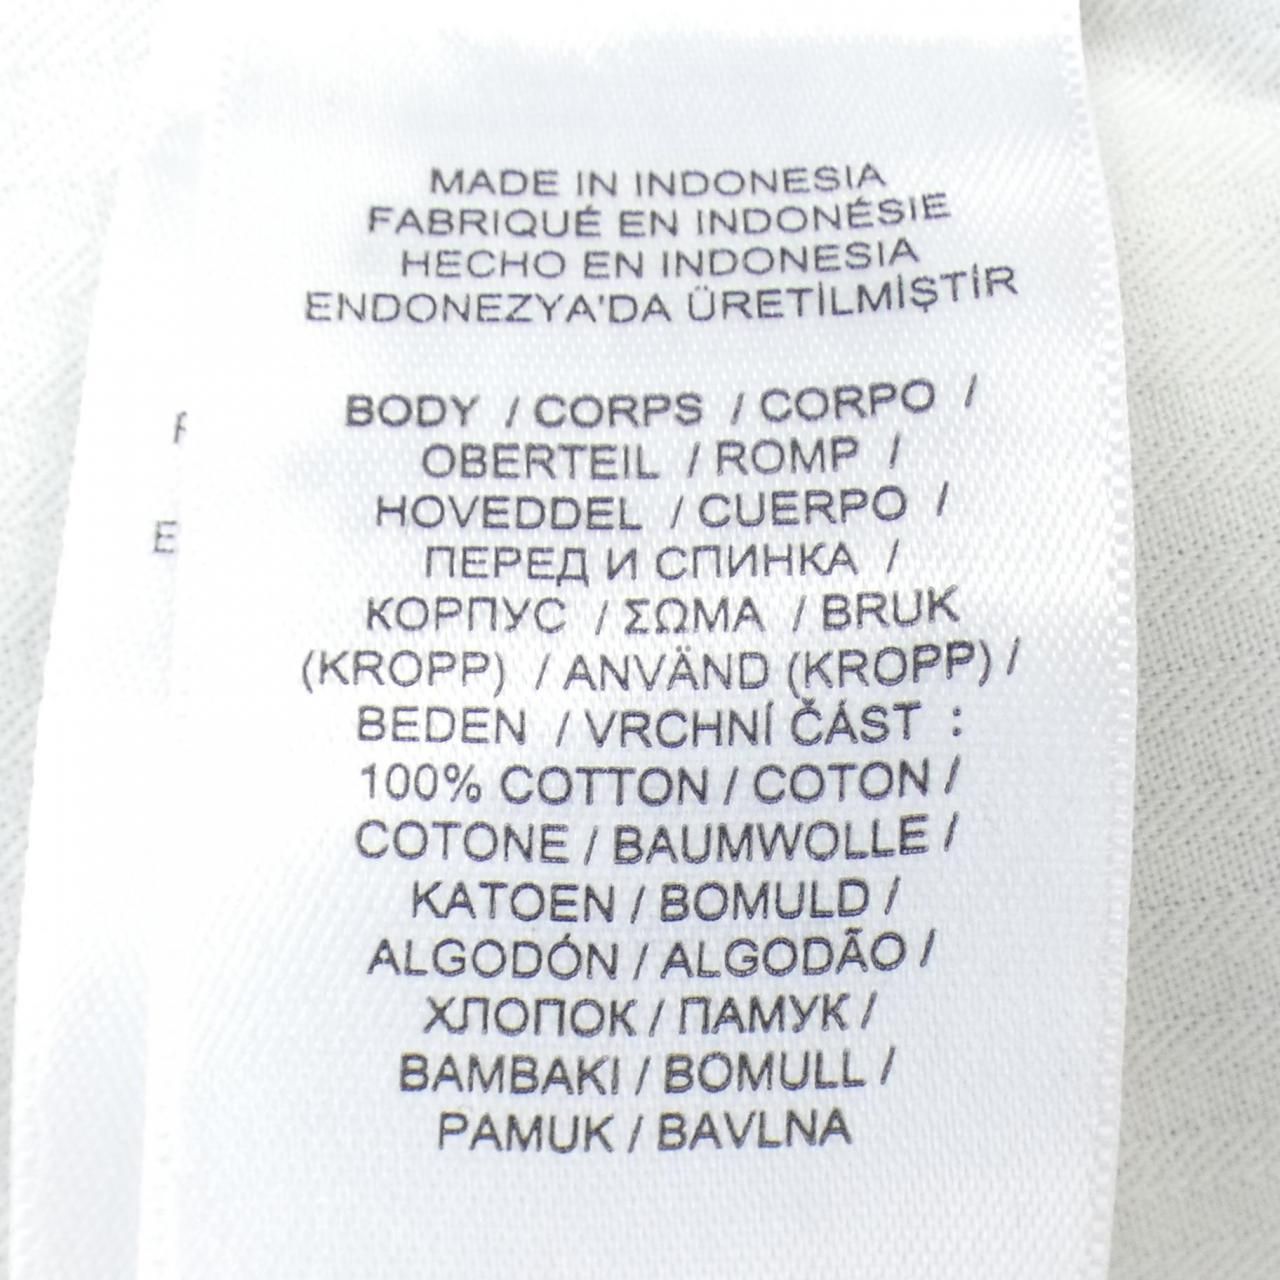 MADE IN INDONESIA
FABRIQUÉ EN INDONÉSIE
HECHO EN INDONESIA
ENDONEZYA'DA ÜRETİLMİŞTİR
BODY / CORPS / CORPO /
OBERTEIL / ROMP /
HOVEDDEL / CUERPO /
ПЕРЕД И СПИНКА /
КОРПУС / ΣΩΜΑ / BRUK
(KROPP) / ANVÄND (KROPP) /
BEDEN / VRCHNÍ ČÁST :
100% COTTON / COTON /
COTONE / BAUMWOLLE /
KATOEN / BOMULD /
ALGODÓN / ALGODÃO /
ХЛОПОК / ПАМУК /
ΒΑΜΒΑΚΙ / BOMULL /
PAMUK / BAVLNA